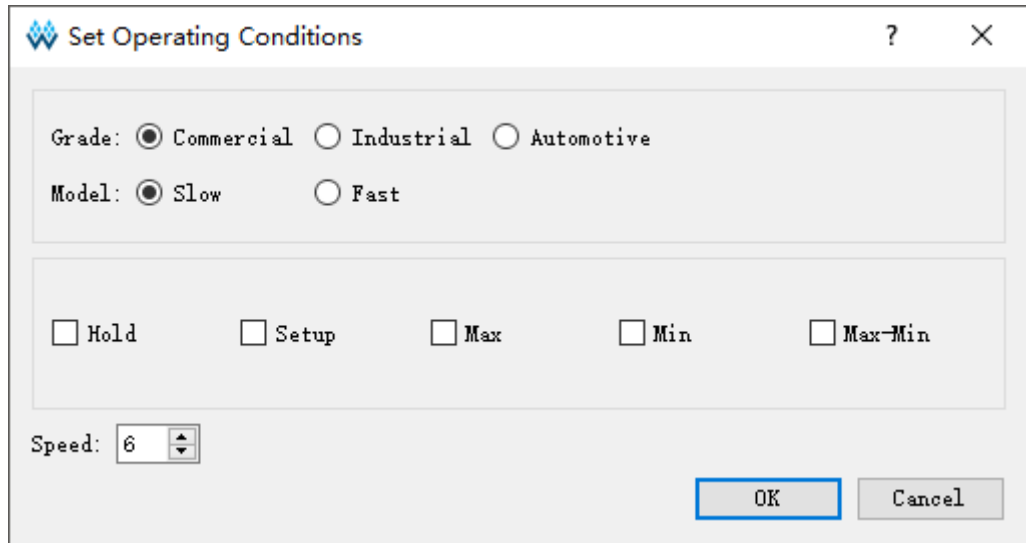 Set Operating Conditions ?
Grade: Commercial Industrial Automotive
Model: Slow Fast
Hold Setup Max Min Max-Min
Speed: 6
OK Cancel